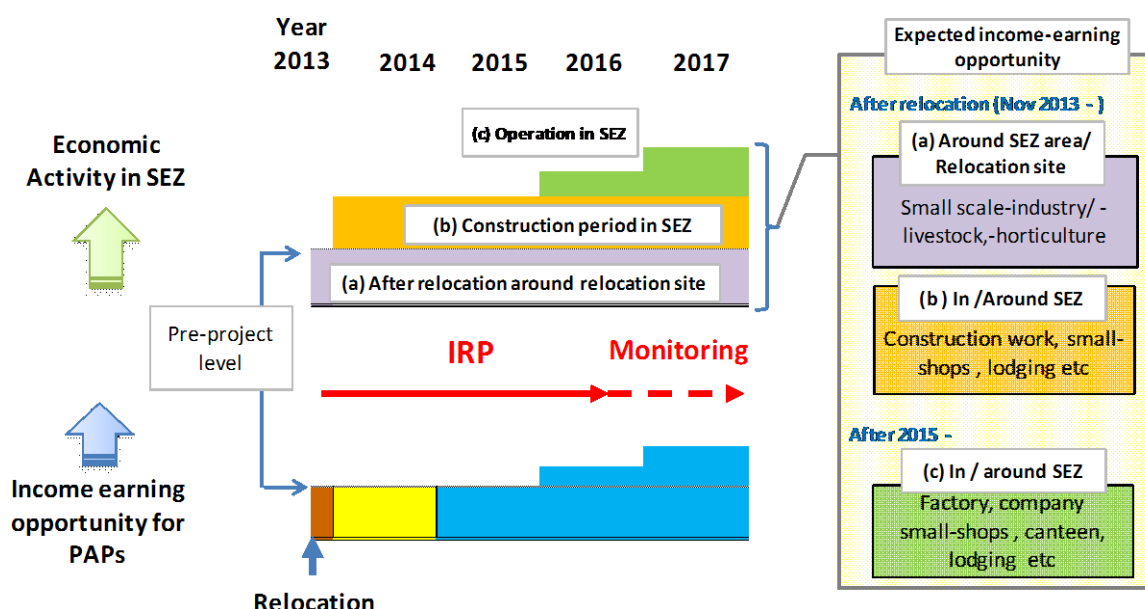 Year
2013 2014 2015 2016 2017
Economic
Activity in SEZ
(c) Operation in SEZ
(b) Construction period in SEZ
(a) After relocation around relocation site
Pre-project
level
IRP Monitoring
Income earning
opportunity for
PAPs
Relocation
Expected income-earning
opportunity
After relocation (Nov 2013 - )
(a) Around SEZ area/
Relocation site
Small scale-industry/ -
livestock,-horticulture
(b ) In /Around SEZ
Construction work, small-
shops , lodging etc
After 2015 -
(c) In / around SEZ
Factory, company
small-shops , canteen,
lodging etc